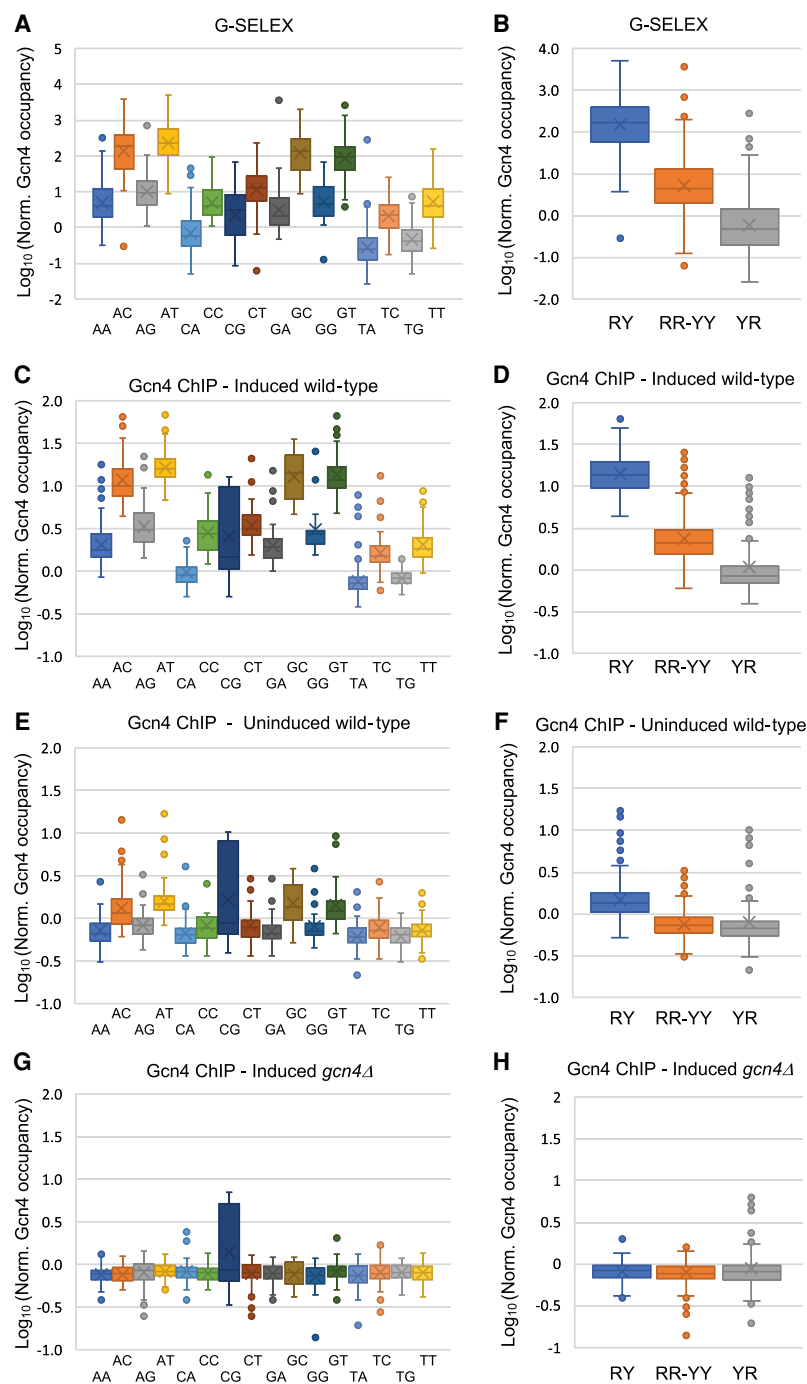 A
G-SELEX
Log10 (Norm. Gcn4 occupancy)
5
4
3
2
1
0
-1
-2
AC AT CC CT GC GT TC TT
AA AG CA CG GA GG TA TG
B
G-SELEX
Log10 (Norm. Gcn4 occupancy)
4.0
3.0
2.0
1.0
0.0
-1.0
-2.0
RY RR-YY YR
C
Gcn4 ChIP - Induced wild-type
Log10 (Norm. Gcn4 occupancy)
2.0
1.5
1.0
0.5
0.0
-0.5
-1.0
AC AT CC CT GC GT TC TT
AA AG CA CG GA GG TA TG
D
Gcn4 ChIP - Induced wild-type
Log10 (Norm. Gcn4 occupancy)
2.0
1.5
1.0
0.5
0.0
-0.5
-1.0
RY RR-YY YR
E
Gcn4 ChIP - Uninduced wild-type
Log10 (Norm. Gcn4 occupancy)
2.0
1.5
1.0
0.5
0.0
-0.5
-1.0
AC AT CC CT GC GT TC TT
AA AG CA CG GA GG TA TG
F
Gcn4 ChIP - Uninduced wild-type
Log10 (Norm. Gcn4 occupancy)
2.0
1.5
1.0
0.5
0.0
-0.5
-1.0
RY RR-YY YR
G
Gcn4 ChIP - Induced gcn4Δ
Log10 (Norm. Gcn4 occupancy)
2.0
1.5
1.0
0.5
0.0
-0.5
-1.0
AC AT CC CT GC GT TC TT
AA AG CA CG GA GG TA TG
H
Gcn4 ChIP - Induced gcn4Δ
Log10 (Norm. Gcn4 occupancy)
2
1.5
1
0.5
0
-0.5
-1
RY RR-YY YR